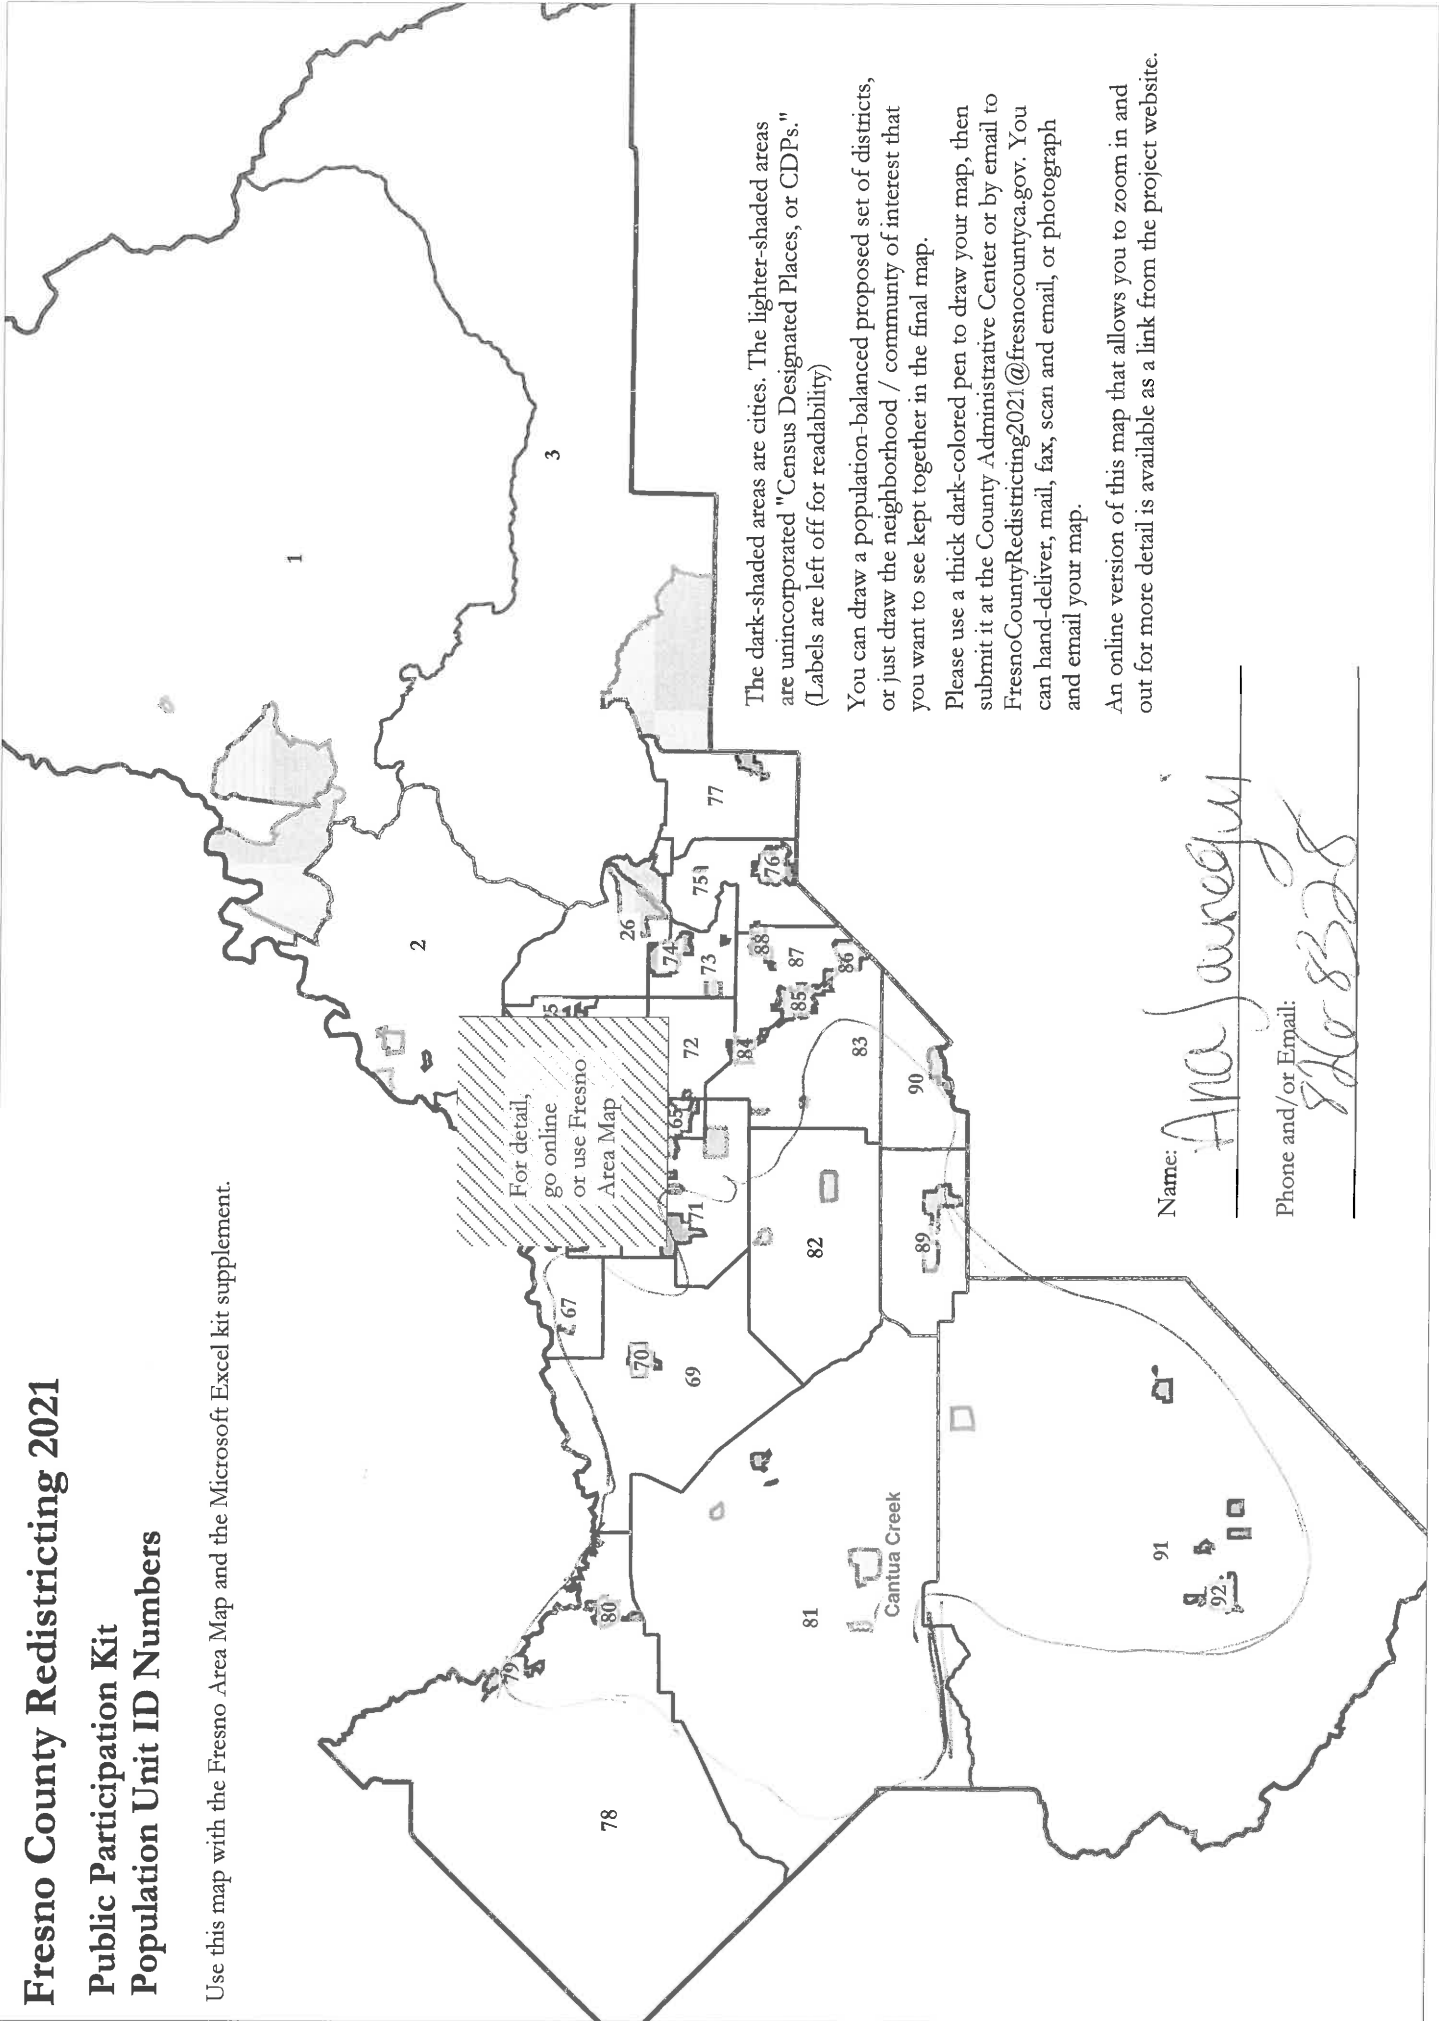 Fresno County Redistricting 2021
Public Participation Kit
Population Unit ID Numbers
Use this map with the Fresno Area Map and the Microsoft Excel kit supplement.
1
2
3
For detail,
go online
or use Fresno
Area Map
26
65
67
69
70
71
72
73
74
75
76
77
78
79
80
81
82
83
84
85
86
87
88
89
90
91
92
Cantua Creek
The dark-shaded areas are cities. The lighter-shaded areas
are unincorporated "Census Designated Places, or CDPs."
(Labels are left off for readability)
You can draw a population-balanced proposed set of districts,
or just draw the neighborhood / community of interest that
you want to see kept together in the final map.
Please use a thick dark-colored pen to draw your map, then
submit it at the County Administrative Center or by email to
FresnoCountyRedistricting2021@fresnocountyca.gov. You
can hand-deliver, mail, fax, scan and email, or photograph
and email your map.
An online version of this map that allows you to zoom in and
out for more detail is available as a link from the project website.
Name: Ana Jauregui
Phone and/or Email: